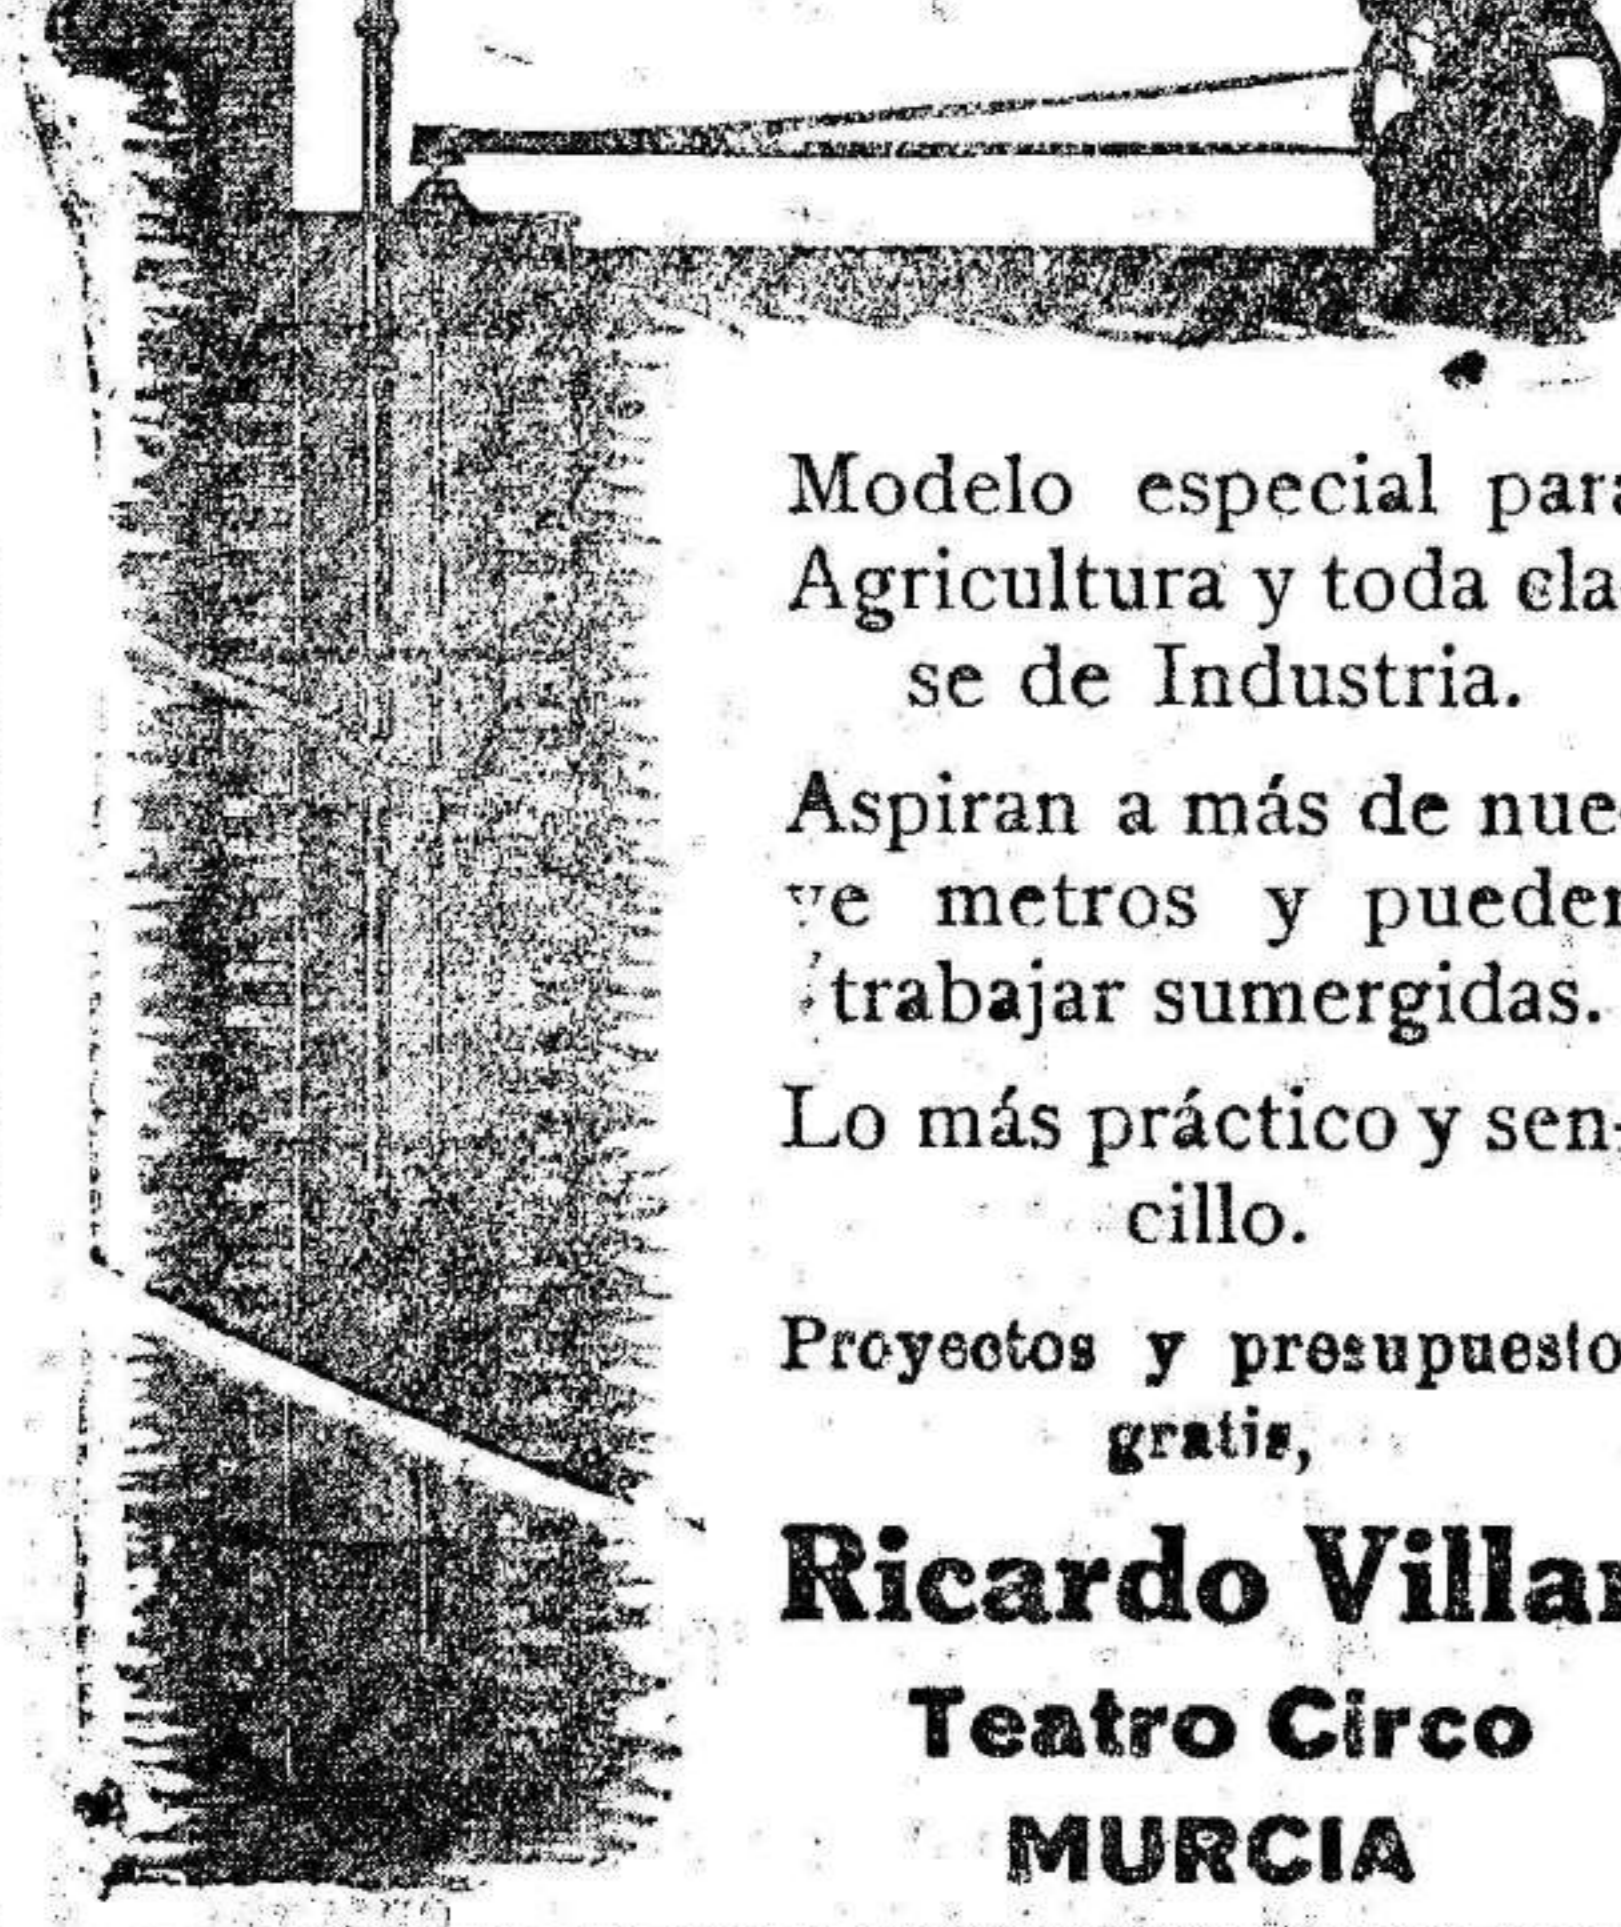 Modelo especial para
Agricultura y toda cla
se de Industria.
Aspiran a más de nue
ve metros y pueden
trabajar sumergidas.
Lo más práctico y sen-
cillo.
Proyectos y presupuesto
gratis,
Ricardo Villar
Teatro Circo
MURCIA